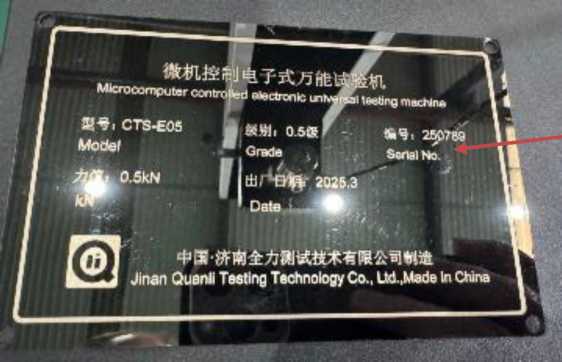 微机控制电子式万能试验机
Microcomputer controlled electronic universal testing machine
型号：CTS-E05 级别：0.5级 编号：250789
Model Grade Serial No.
力值：0.5kN 出厂日期：2025.3
kN Date
中国·济南全力测试技术有限公司制造
Jinan Quanli Testing Technology Co., Ltd.,Made In China